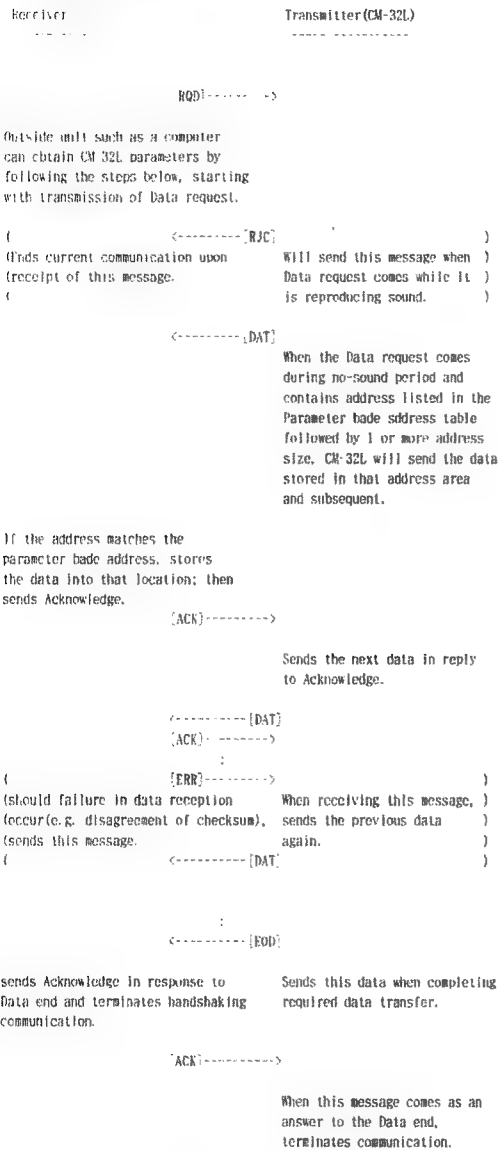 Receiver Transmitter(CM-32L)
RQD]------ ->
Outside unit such as a computer
can cbtain CM 32L parameters by
following the steps below, starting
with transmission of Data request.
( <---------[RJC] )
(Ends current communication upon Will send this message when )
(receipt of this message. Data request comes while it )
( is reproducing sound. )
<---------[DAT]
When the Data request comes
during no-sound period and
contains address listed in the
Parameter bade sddress table
followed by 1 or more address
size, CM-32L will send the data
stored in that address area
and subsequent.
If the address matches the
parameter bade address, stores
the data into that location; then
sends Acknowledge.
[ACK]--------->
Sends the next data in reply
to Acknowledge.
<----------[DAT]
[ACK]- ------->
:
( [ERR]---------> )
(should failure in data reception When receiving this message, )
(occur(e.g. disagreement of checksum), sends the previous data )
(sends this message. again. )
( <----------[DAT] )
:
<-----------[EOD]
sends Acknowledge in response to Sends this data when completing
Data end and terminates handshaking required data transfer.
communication.
[ACK]----------->
When this message comes as an
answer to the Data end,
terminates communication.